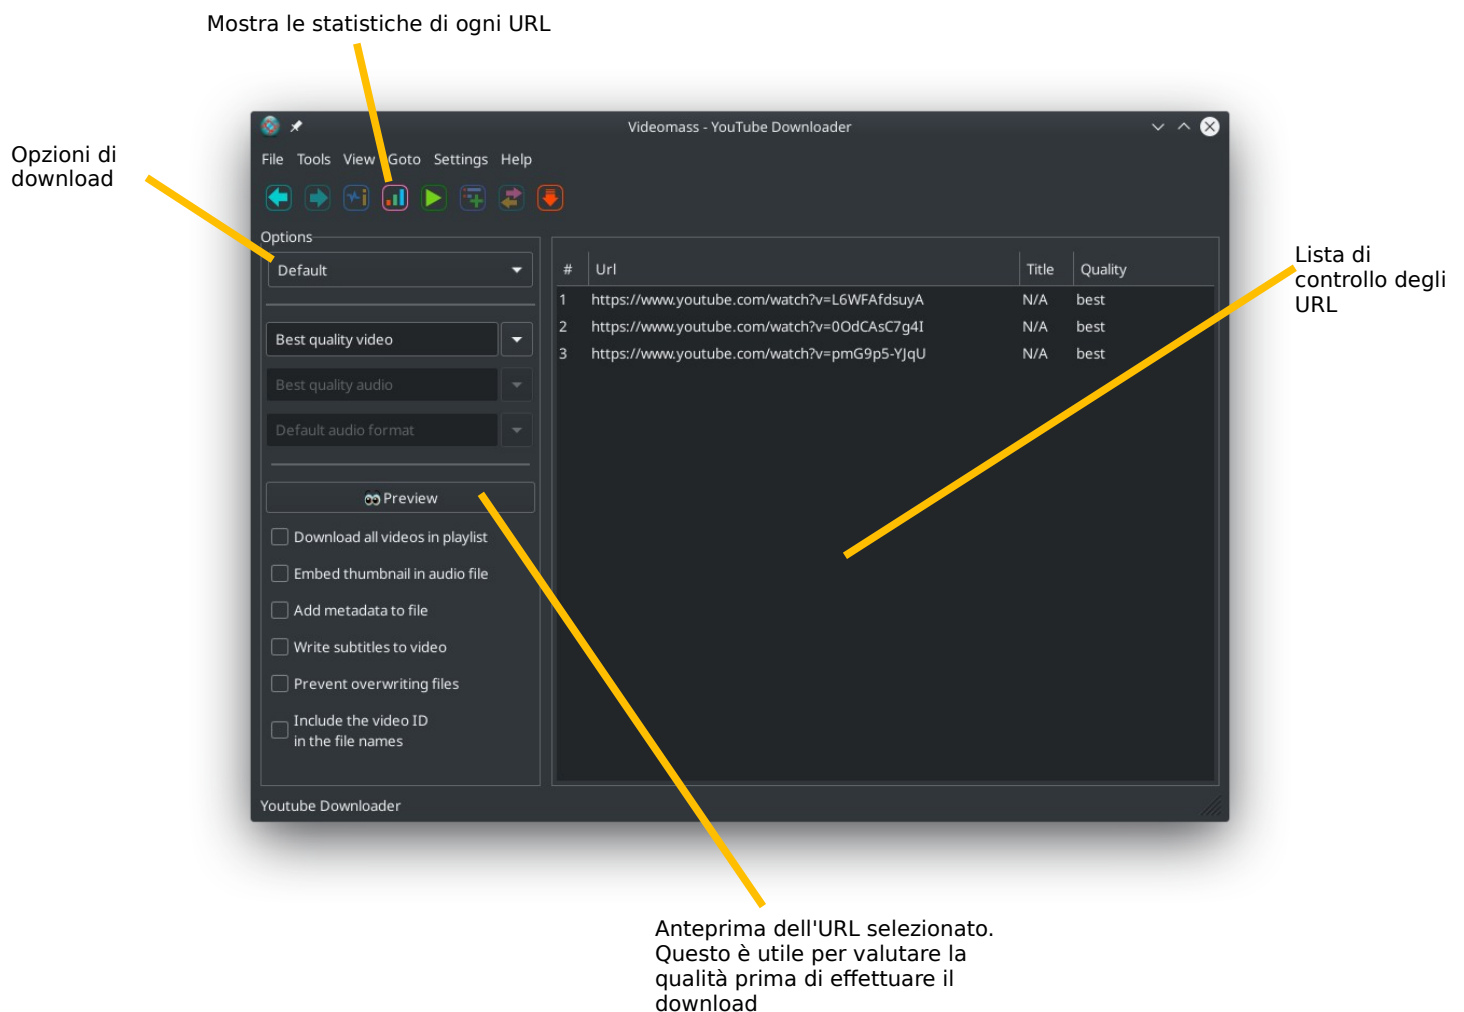 Mostra le statistiche di ogni URL
Opzioni di
download
Videomass - YouTube Downloader
File Tools View Goto Settings Help
Options
Default
Best quality video
Best quality audio
Default audio format
Preview
Download all videos in playlist
Embed thumbnail in audio file
Add metadata to file
Write subtitles to video
Prevent overwriting files
Include the video ID
in the file names
# Url Title Quality
1 https://www.youtube.com/watch?v=L6WFAfdsuyA N/A best
2 https://www.youtube.com/watch?v=0OdCAsC7g4I N/A best
3 https://www.youtube.com/watch?v=pmG9p5-YJqU N/A best
Lista di
controllo degli
URL
Youtube Downloader
Anteprima dell'URL selezionato.
Questo è utile per valutare la
qualità prima di effettuare il
download